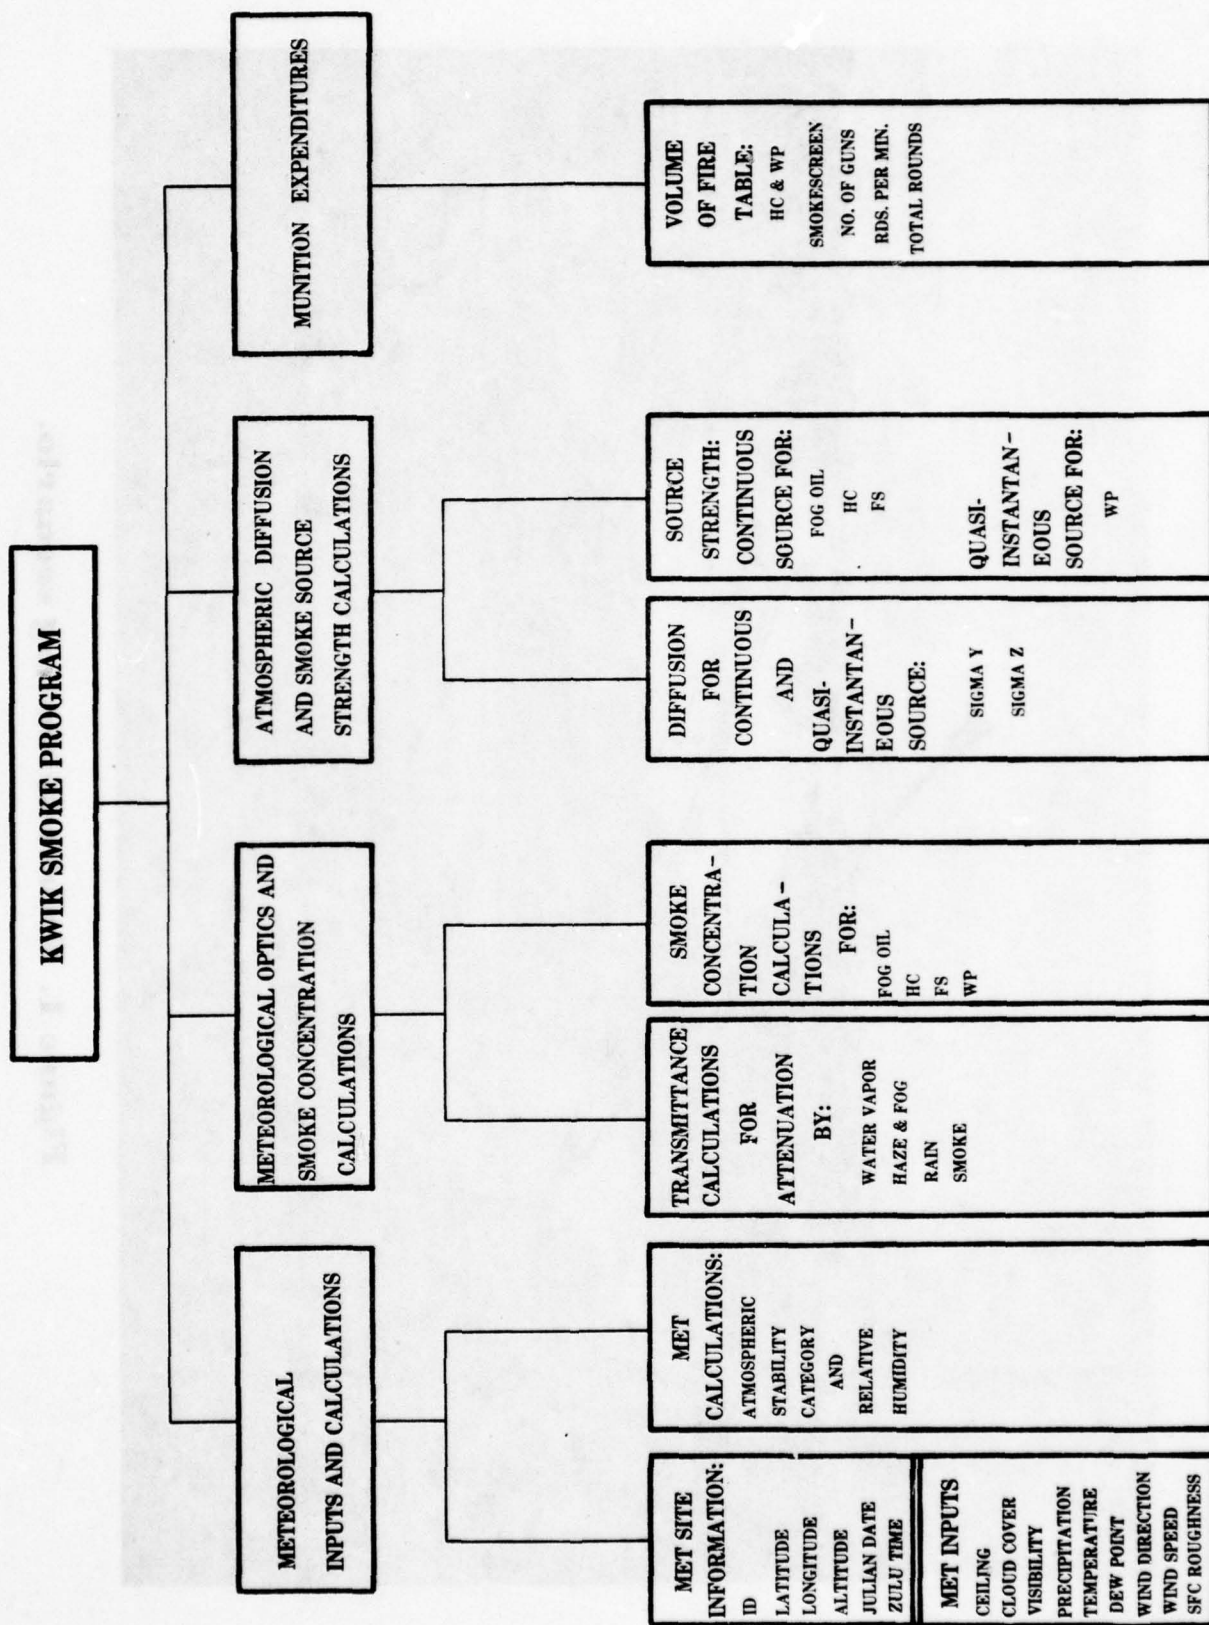 KWIK SMOKE PROGRAM
METEOROLOGICAL
INPUTS AND CALCULATIONS
METEOROLOGICAL OPTICS AND
SMOKE CONCENTRATION
CALCULATIONS
ATMOSPHERIC DIFFUSION
AND SMOKE SOURCE
STRENGTH CALCULATIONS
MUNITION EXPENDITURES
MET SITE
INFORMATION:
ID
LATITUDE
LONGITUDE
ALTITUDE
JULIAN DATE
ZULU TIME
MET INPUTS
CEILING
CLOUD COVER
VISIBILITY
PRECIPITATION
TEMPERATURE
DEW POINT
WIND DIRECTION
WIND SPEED
SFC ROUGHNESS
MET
CALCULATIONS:
ATMOSPHERIC
STABILITY
CATEGORY
AND
RELATIVE
HUMIDITY
TRANSMITTANCE
CALCULATIONS
FOR
ATTENUATION
BY:
WATER VAPOR
HAZE & FOG
RAIN
SMOKE
SMOKE
CONCENTRA-
TION
CALCULA-
TIONS
FOR:
FOG OIL
HC
FS
WP
DIFFUSION
FOR
CONTINUOUS
AND
QUASI-
INSTANTAN-
EOUS
SOURCE:
SIGMA Y
SIGMA Z
SOURCE
STRENGTH:
CONTINUOUS
SOURCE FOR:
FOG OIL
HC
FS
QUASI-
INSTANTAN-
EOUS
SOURCE FOR:
WP
VOLUME
OF FIRE
TABLE:
HC & WP
SMOKESCREEN
NO. OF GUNS
RDS. PER MIN.
TOTAL ROUNDS